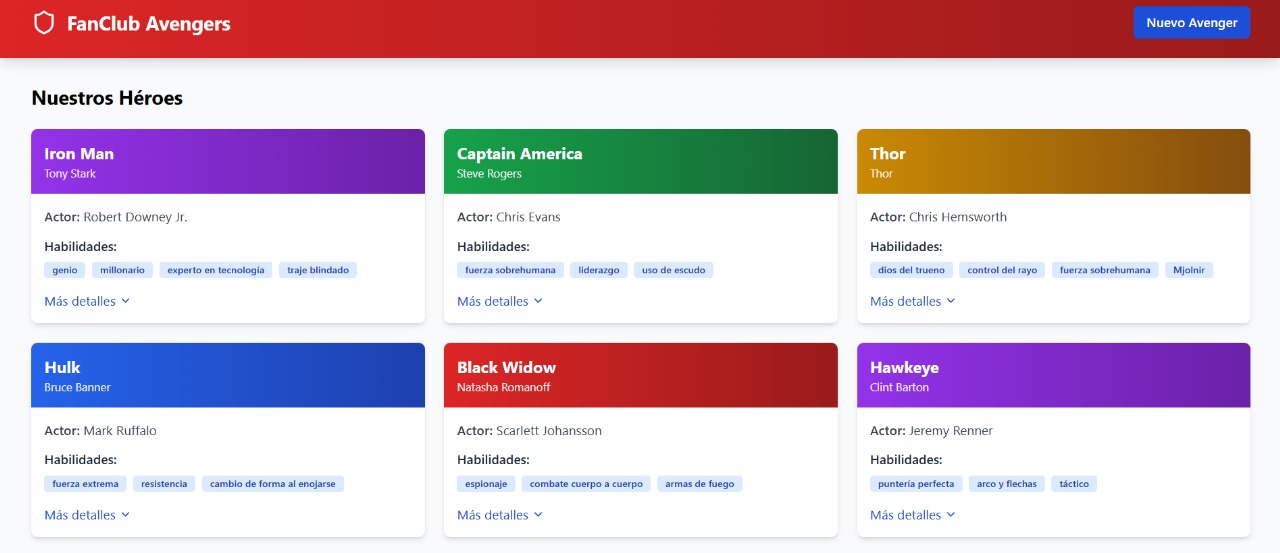 FanClub Avengers
Nuevo Avenger
Nuestros Héroes
Iron Man
Tony Stark
Actor: Robert Downey Jr.
Habilidades:
genio millonario experto en tecnología traje blindado
Más detalles
Captain America
Steve Rogers
Actor: Chris Evans
Habilidades:
fuerza sobrehumana liderazgo uso de escudo
Más detalles
Thor
Thor
Actor: Chris Hemsworth
Habilidades:
dios del trueno control del rayo fuerza sobrehumana Mjolnir
Más detalles
Hulk
Bruce Banner
Actor: Mark Ruffalo
Habilidades:
fuerza extrema resistencia cambio de forma al enojarse
Más detalles
Black Widow
Natasha Romanoff
Actor: Scarlett Johansson
Habilidades:
espionaje combate cuerpo a cuerpo armas de fuego
Más detalles
Hawkeye
Clint Barton
Actor: Jeremy Renner
Habilidades:
puntería perfecta arco y flechas táctico
Más detalles